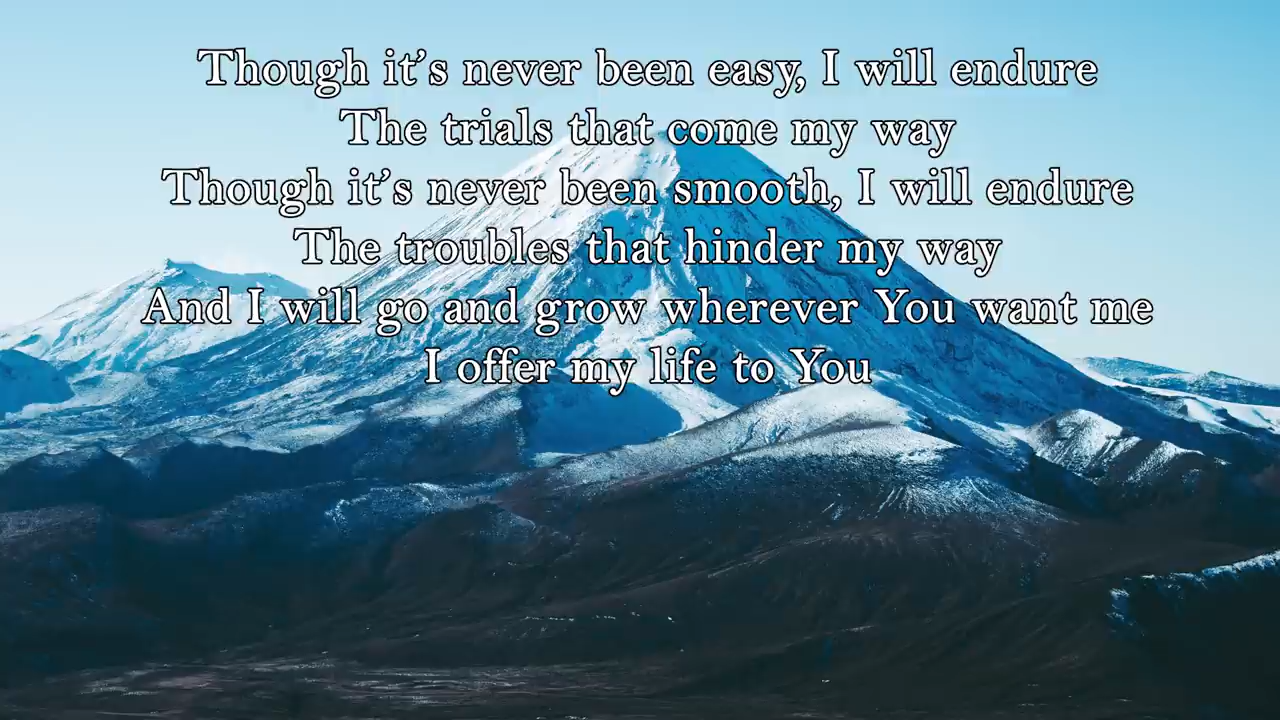 Though it’s never been easy, I will endure
The trials that come my way
Though it’s never been smooth, I will endure
The troubles that hinder my way
And I will go and grow wherever You want me
I offer my life to You